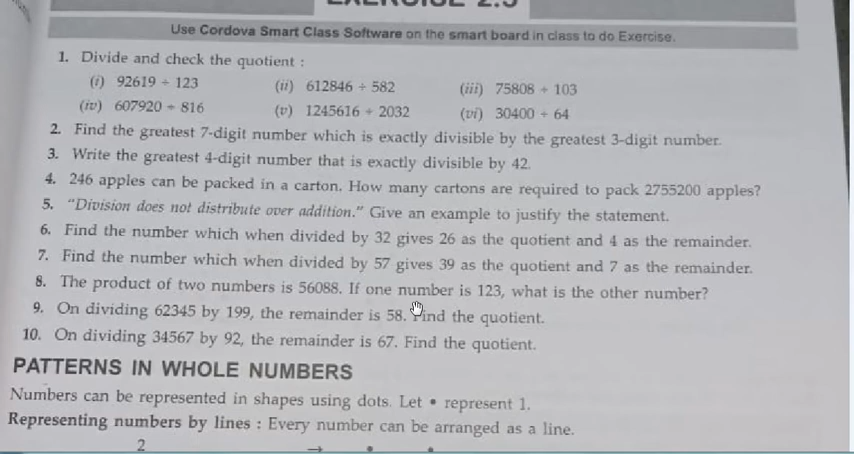 EXERCISE 2.5
Use Cordova Smart Class Software on the smart board in class to do Exercise.
1. Divide and check the quotient :
(i) 92619 ÷ 123 (ii) 612846 ÷ 582 (iii) 75808 ÷ 103
(iv) 607920 ÷ 816 (v) 1245616 ÷ 2032 (vi) 30400 ÷ 64
2. Find the greatest 7-digit number which is exactly divisible by the greatest 3-digit number.
3. Write the greatest 4-digit number that is exactly divisible by 42.
4. 246 apples can be packed in a carton. How many cartons are required to pack 2755200 apples?
5. “Division does not distribute over addition.” Give an example to justify the statement.
6. Find the number which when divided by 32 gives 26 as the quotient and 4 as the remainder.
7. Find the number which when divided by 57 gives 39 as the quotient and 7 as the remainder.
8. The product of two numbers is 56088. If one number is 123, what is the other number?
9. On dividing 62345 by 199, the remainder is 58. Find the quotient.
10. On dividing 34567 by 92, the remainder is 67. Find the quotient.
PATTERNS IN WHOLE NUMBERS
Numbers can be represented in shapes using dots. Let • represent 1.
Representing numbers by lines : Every number can be arranged as a line.
2 → • •